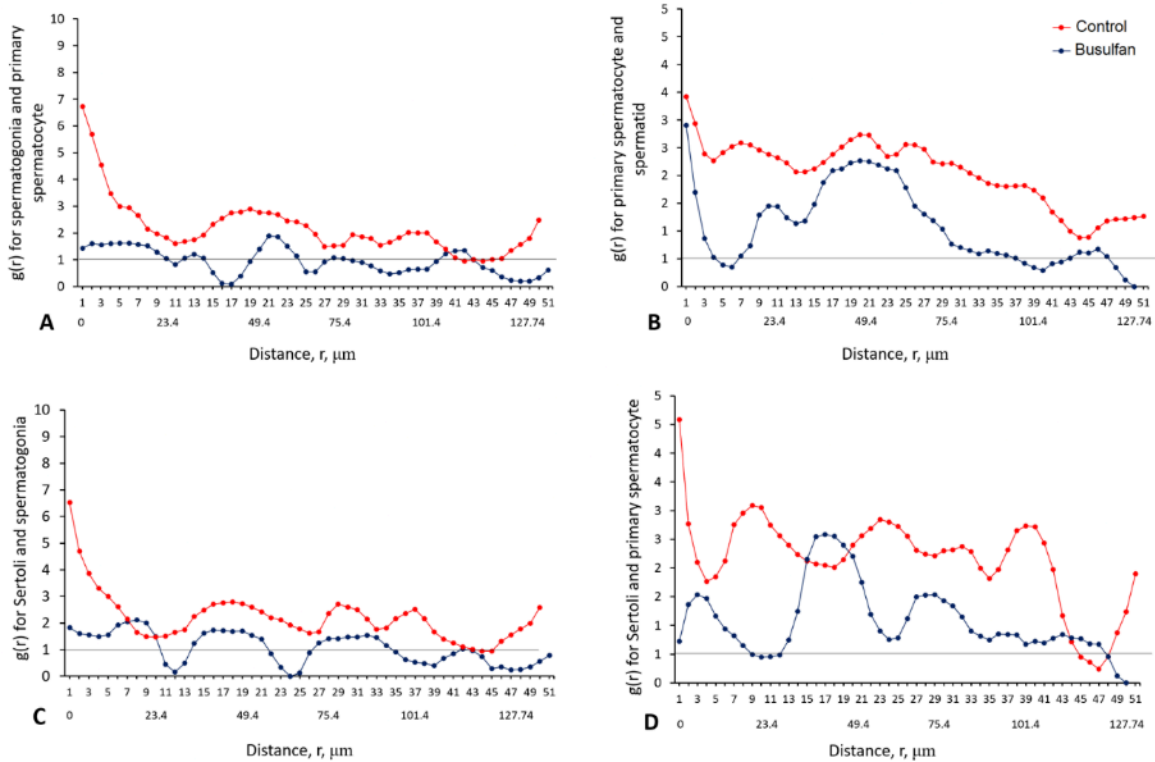 g(r) for spermatogonia and primary
spermatocyte
10
9
8
7
6
5
4
3
2
1
0
1 3 5 7 9 11 13 15 17 19 21 23 25 27 29 31 33 35 37 39 41 43 45 47 49 51
0 23.4 49.4 75.4 101.4 127.74
A
Distance, r, μm
g(r) for primary spermatocyte and
spermatid
5
5
4
4
3
3
2
2
1
1
0
Control
Busulfan
1 3 5 7 9 11 13 15 17 19 21 23 25 27 29 31 33 35 37 39 41 43 45 47 49 51
0 23.4 49.4 75.4 101.4 127.74
B
Distance, r, μm
g(r) for Sertoli and spermatogonia
10
9
8
7
6
5
4
3
2
1
0
1 3 5 7 9 11 13 15 17 19 21 23 25 27 29 31 33 35 37 39 41 43 45 47 49 51
0 23.4 49.4 75.4 101.4 127.74
C
Distance, r, μm
g(r) for Sertoli and primary spermatocyte
5
5
4
4
3
3
2
2
1
1
0
1 3 5 7 9 11 13 15 17 19 21 23 25 27 29 31 33 35 37 39 41 43 45 47 49 51
0 23.4 49.4 75.4 101.4 127.74
D
Distance, r, μm